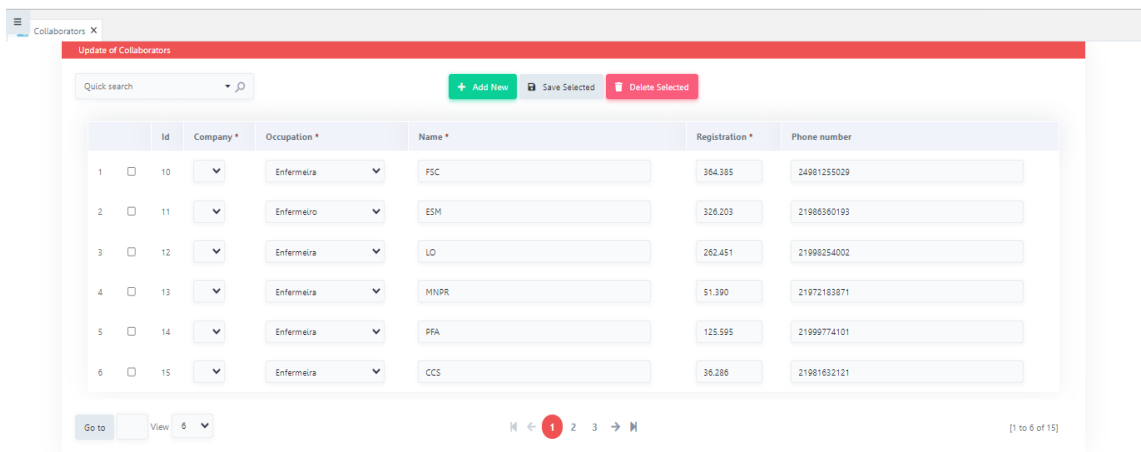 Collaborators X
Update of Collaborators
Quick search
+ Add New Save Selected Delete Selected
Id Company * Occupation * Name * Registration * Phone number
1 10 Enfermeira FSC 364.385 24981255029
2 11 Enfermeiro ESM 326.203 21986360193
3 12 Enfermeira LO 262.451 21998254002
4 13 Enfermeira MNPR 51.390 21972183871
5 14 Enfermeira PFA 125.595 21999774101
6 15 Enfermeira CCS 36.286 21981632121
Go to View 6 1 2 3 [1 to 6 of 15]